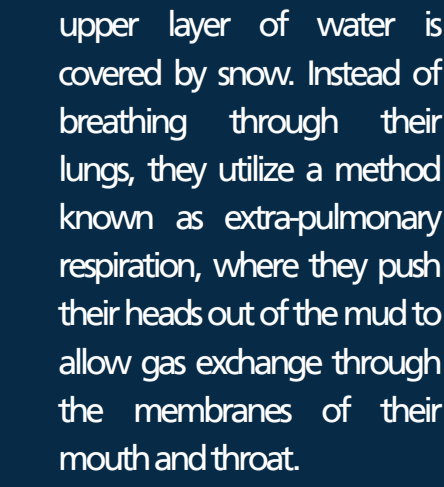 upper layer of water is
covered by snow. Instead of
breathing through their
lungs, they utilize a method
known as extra-pulmonary
respiration, where they push
their heads out of the mud to
allow gas exchange through
the membranes of their
mouth and throat.